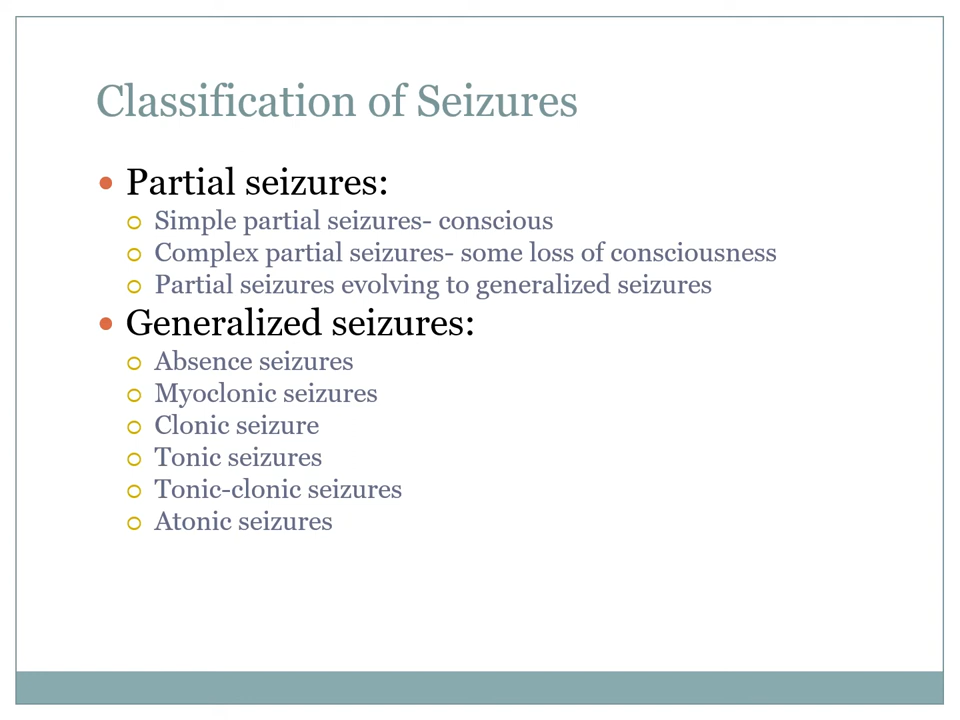 Classification of Seizures
Partial seizures:
Simple partial seizures- conscious
Complex partial seizures- some loss of consciousness
Partial seizures evolving to generalized seizures
Generalized seizures:
Absence seizures
Myoclonic seizures
Clonic seizure
Tonic seizures
Tonic-clonic seizures
Atonic seizures